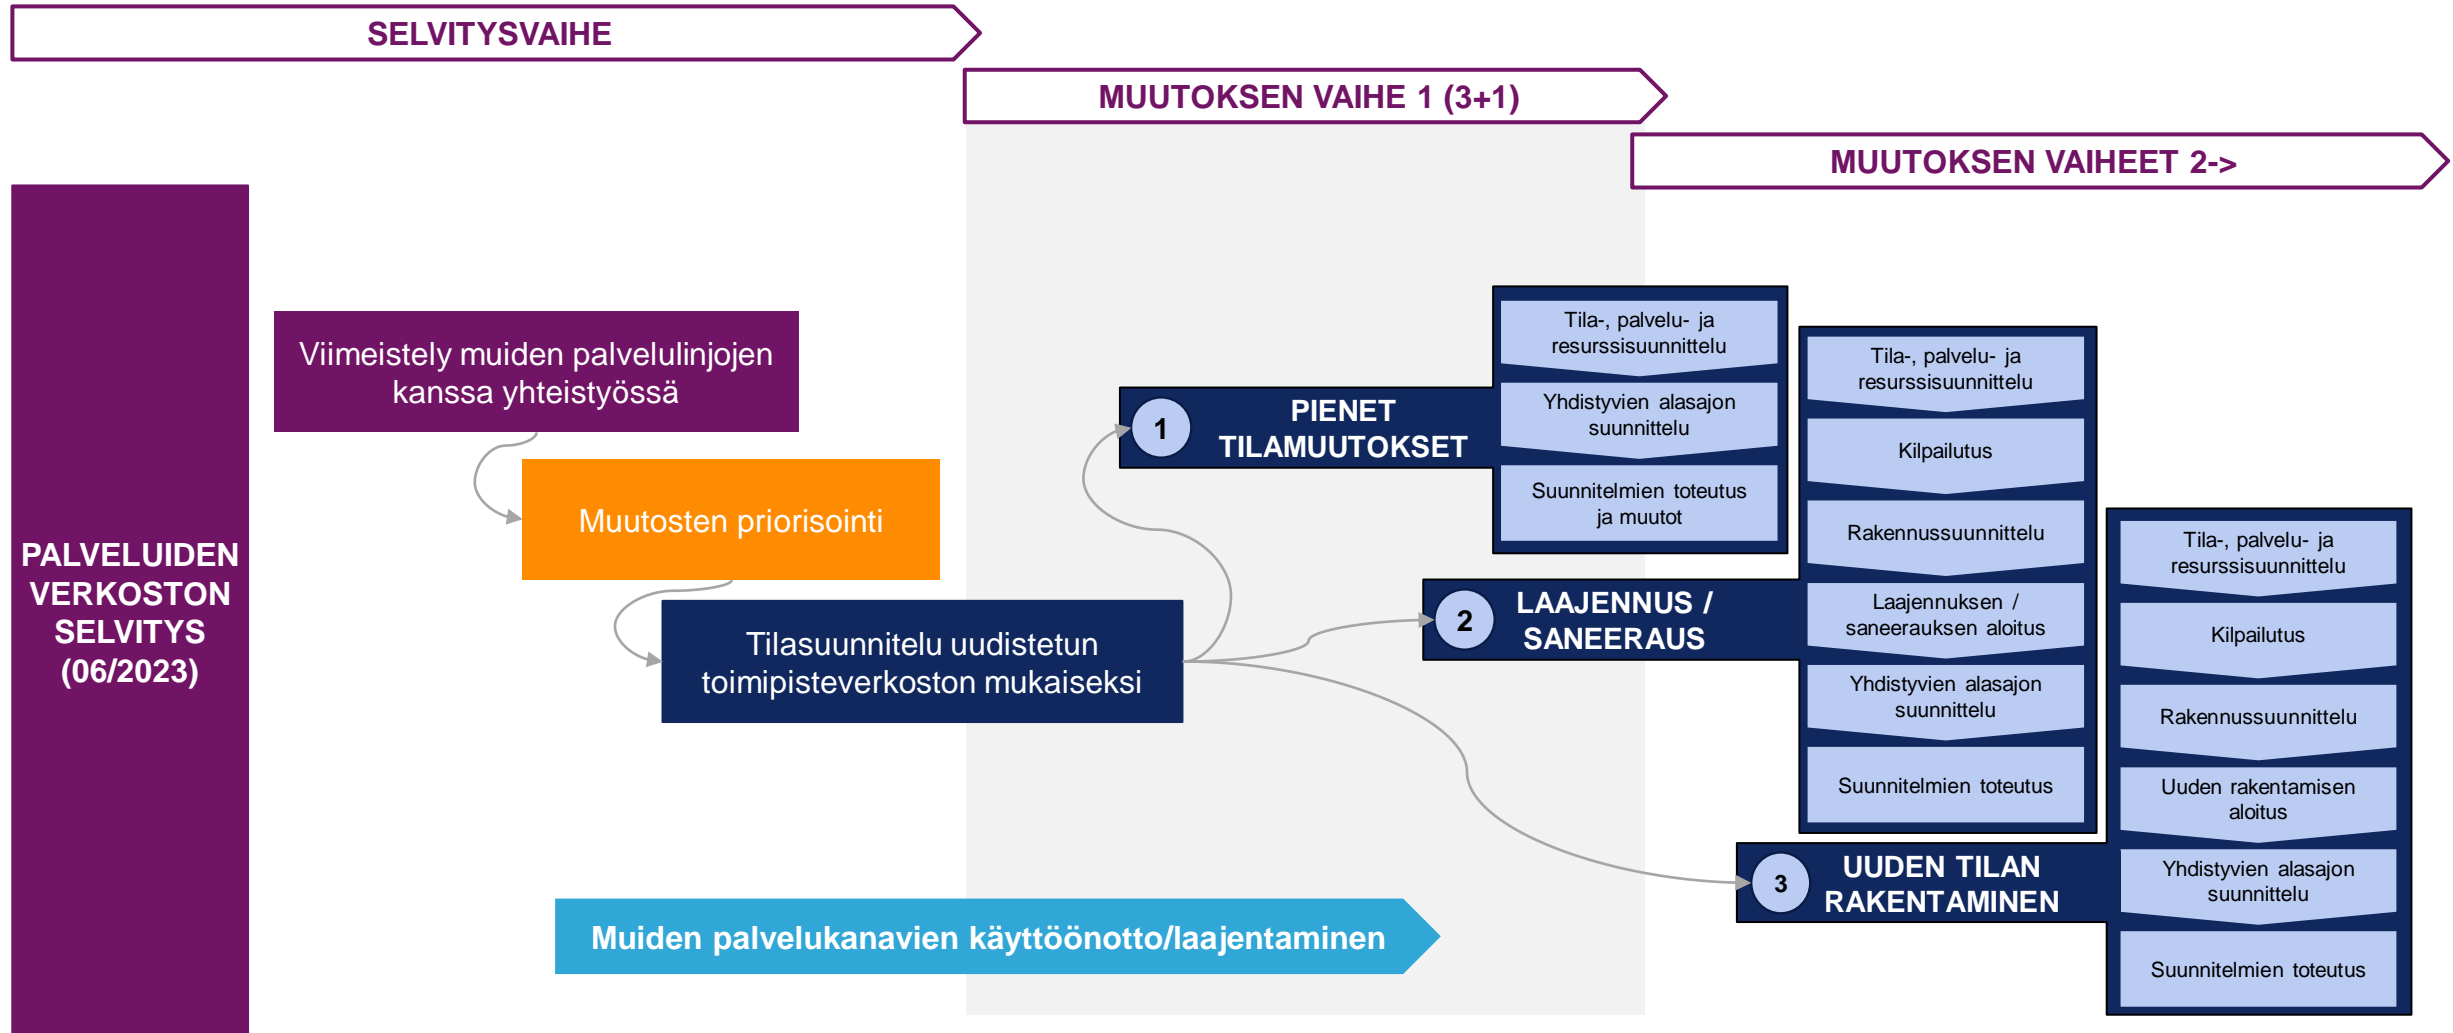 SELVITYSVAIHE
MUUTOKSEN VAIHE 1 (3+1)
MUUTOKSEN VAIHEET 2->
PALVELUIDEN
VERKOSTON
SELVITYS
(06/2023)
Viimeistely muiden palvelulinjojen
kanssa yhteistyössä
Muutosten priorisointi
Tilasuunnitelu uudistetun
toimipisteverkoston mukaiseksi
Muiden palvelukanavien käyttöönotto/laajentaminen
1
PIENET
TILAMUUTOKSET
Tila-, palvelu- ja
resurssisuunnittelu
Yhdistyvien alasajon
suunnittelu
Suunnitelmien toteutus
ja muutot
2
LAAJENNUS /
SANEERAUS
Tila-, palvelu- ja
resurssisuunnittelu
Kilpailutus
Rakennussuunnittelu
Laajennuksen /
saneerauksen aloitus
Yhdistyvien alasajon
suunnittelu
Suunnitelmien toteutus
3
UUDEN TILAN
RAKENTAMINEN
Tila-, palvelu- ja
resurssisuunnittelu
Kilpailutus
Rakennussuunnittelu
Uuden rakentamisen
aloitus
Yhdistyvien alasajon
suunnittelu
Suunnitelmien toteutus